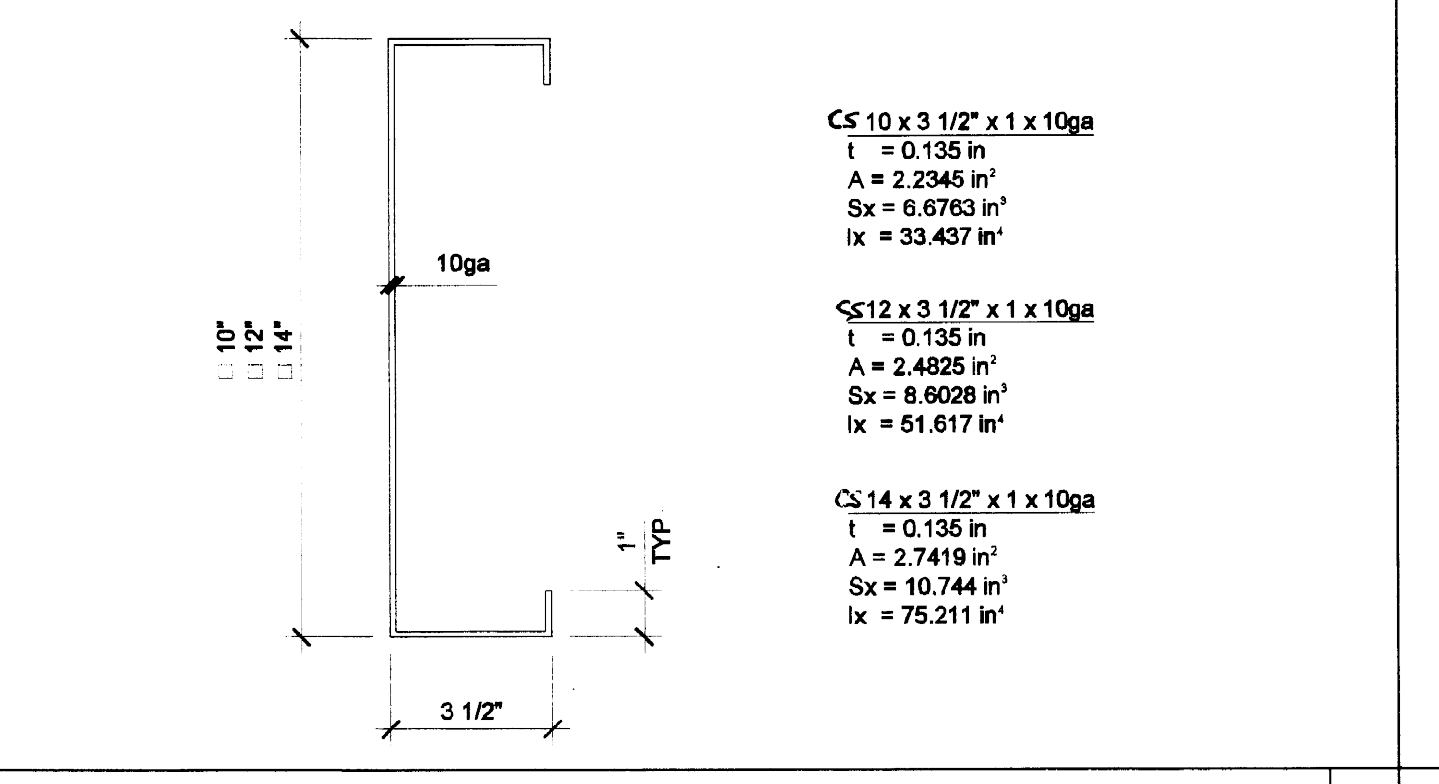 CS 10 x 3 1/2" x 1 x 10ga
t = 0.135 in
A = 2.2345 in²
Sx = 6.6763 in³
Ix = 33.437 in⁴
10ga
CS12 x 3 1/2" x 1 x 10ga
t = 0.135 in
A = 2.4825 in²
Sx = 8.6028 in³
Ix = 51.617 in⁴
□ 10"
□ 12"
□ 14"
CS 14 x 3 1/2" x 1 x 10ga
t = 0.135 in
A = 2.7419 in²
Sx = 10.744 in³
Ix = 75.211 in⁴
1"
TYP
3 1/2"